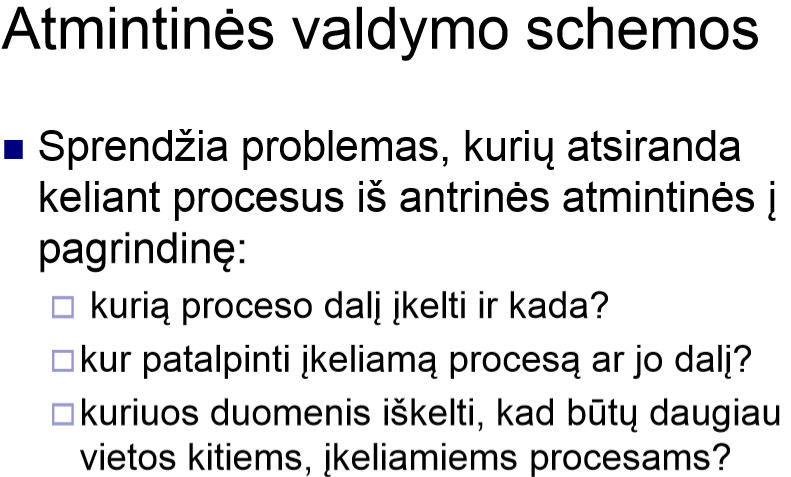 Atmintinės valdymo schemos
Sprendžia problemas, kurių atsiranda
keliant procesus iš antrinės atmintinės į
pagrindinę:
kurią proceso dalį įkelti ir kada?
kur patalpinti įkeliamą procesą ar jo dalį?
kuriuos duomenis iškelti, kad būtų daugiau
vietos kitiems, įkeliamiems procesams?